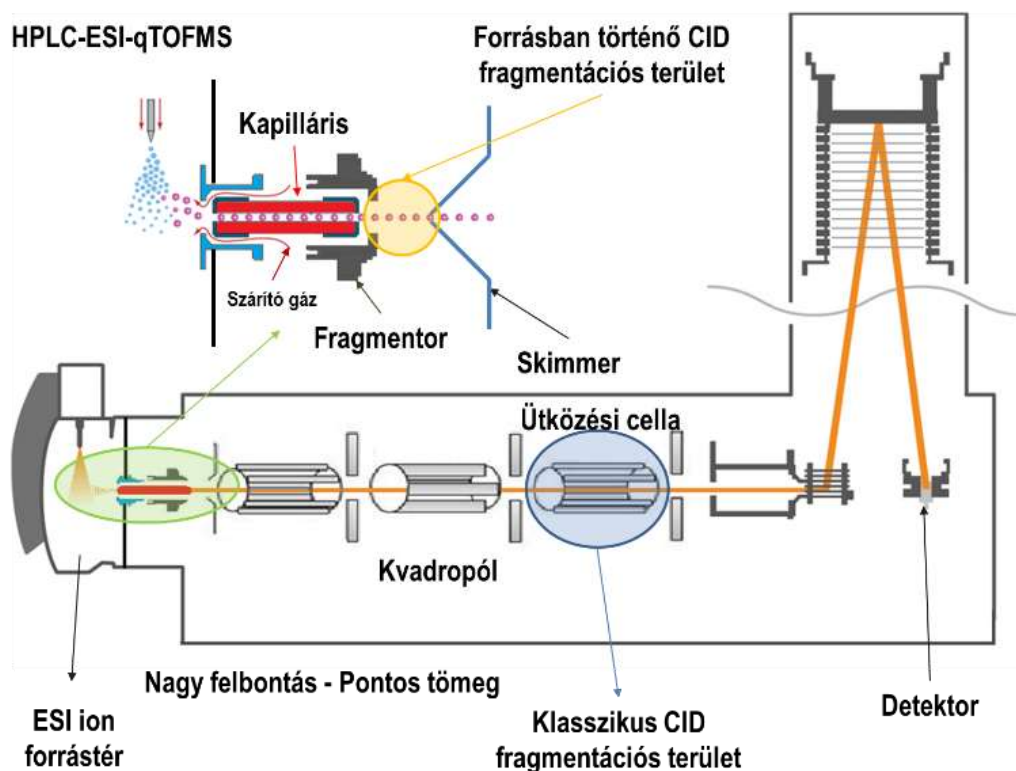 HPLC-ESI-qTOFMS
Forrásban történő CID
fragmentációs terület
Kapilláris
Szárító gáz
Fragmentor
Skimmer
Ütközési cella
Kvadropól
Nagy felbontás - Pontos tömeg
ESI ion
forrástér
Klasszikus CID
fragmentációs terület
Detektor